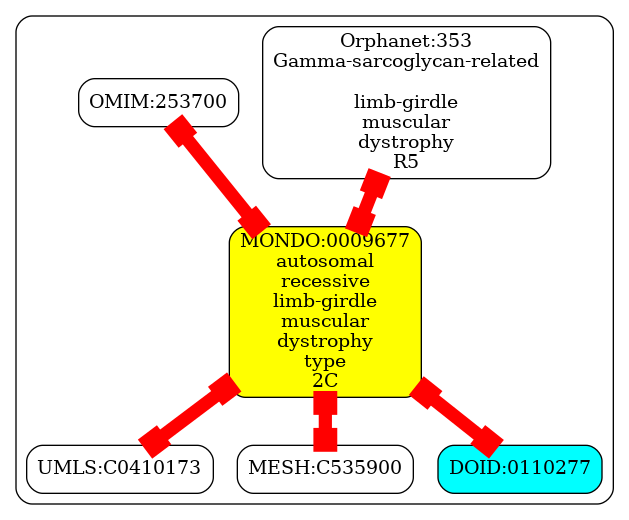 Orphanet:353
Gamma-sarcoglycan-related
limb-girdle
muscular
dystrophy
R5
OMIM:253700
MONDO:0009677
autosomal
recessive
limb-girdle
muscular
dystrophy
type
2C
UMLS:C0410173
MESH:C535900
DOID:0110277